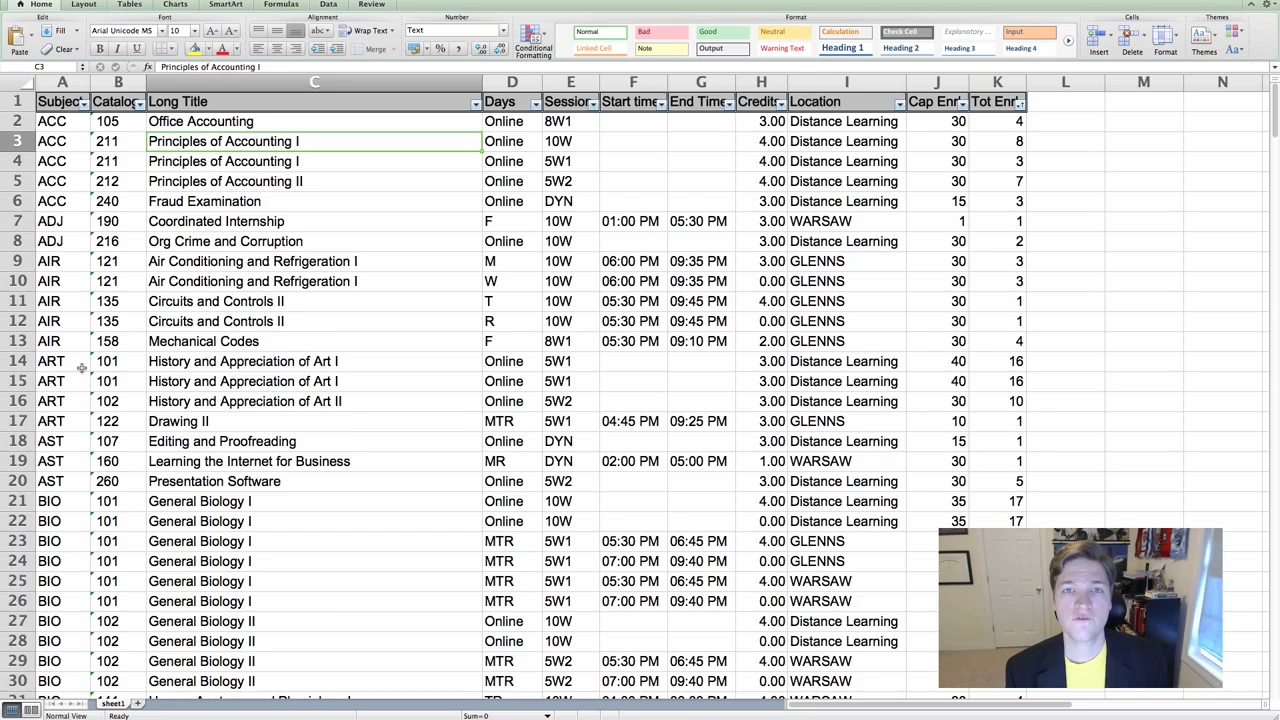 Home Layout Tables Charts SmartArt Formulas Data Review
Edit Font Alignment Number Format Cells Themes
Fill Arial Unicode MS 10 abc Wrap Text Text Normal Bad Good Neutral Calculation Check Cell Explanatory... Input
Paste Clear B I U A Merge % Conditional Formatting Linked Cell Note Output Warning Text Heading 1 Heading 2 Heading 3 Heading 4 Insert Delete Format Themes Aa
C3 fx Principles of Accounting I
A B C D E F G H I J K L M N
1 Subject Catalog Long Title Days Session Start time End Time Credits Location Cap Enrl Tot Enrl
2 ACC 105 Office Accounting Online 8W1 3.00 Distance Learning 30 4
3 ACC 211 Principles of Accounting I Online 10W 4.00 Distance Learning 30 8
4 ACC 211 Principles of Accounting I Online 5W1 4.00 Distance Learning 30 3
5 ACC 212 Principles of Accounting II Online 5W2 4.00 Distance Learning 30 7
6 ACC 240 Fraud Examination Online DYN 3.00 Distance Learning 15 3
7 ADJ 190 Coordinated Internship F 10W 01:00 PM 05:30 PM 3.00 WARSAW 1 1
8 ADJ 216 Org Crime and Corruption Online 10W 3.00 Distance Learning 30 2
9 AIR 121 Air Conditioning and Refrigeration I M 10W 06:00 PM 09:35 PM 3.00 GLENNS 30 3
10 AIR 121 Air Conditioning and Refrigeration I W 10W 06:00 PM 09:35 PM 0.00 GLENNS 30 3
11 AIR 135 Circuits and Controls II T 10W 05:30 PM 09:45 PM 4.00 GLENNS 30 1
12 AIR 135 Circuits and Controls II R 10W 05:30 PM 09:45 PM 0.00 GLENNS 30 1
13 AIR 158 Mechanical Codes F 8W1 05:30 PM 09:10 PM 2.00 GLENNS 30 4
14 ART 101 History and Appreciation of Art I Online 5W1 3.00 Distance Learning 40 16
15 ART 101 History and Appreciation of Art I Online 5W1 3.00 Distance Learning 40 16
16 ART 102 History and Appreciation of Art II Online 5W2 3.00 Distance Learning 30 10
17 ART 122 Drawing II MTR 5W1 04:45 PM 09:25 PM 3.00 GLENNS 10 1
18 AST 107 Editing and Proofreading Online DYN 3.00 Distance Learning 15 1
19 AST 160 Learning the Internet for Business MR DYN 02:00 PM 05:00 PM 1.00 WARSAW 30 1
20 AST 260 Presentation Software Online 5W2 3.00 Distance Learning 30 5
21 BIO 101 General Biology I Online 10W 4.00 Distance Learning 35 17
22 BIO 101 General Biology I Online 10W 0.00 Distance Learning 35 17
23 BIO 101 General Biology I MTR 5W1 05:30 PM 06:45 PM 4.00 GLENNS
24 BIO 101 General Biology I MTR 5W1 07:00 PM 09:40 PM 0.00 GLENNS
25 BIO 101 General Biology I MTR 5W1 05:30 PM 06:45 PM 4.00 WARSAW
26 BIO 101 General Biology I MTR 5W1 07:00 PM 09:40 PM 0.00 WARSAW
27 BIO 102 General Biology II Online 10W 4.00 Distance Learning
28 BIO 102 General Biology II Online 10W 0.00 Distance Learning
29 BIO 102 General Biology II MTR 5W2 05:30 PM 06:45 PM 4.00 WARSAW
30 BIO 102 General Biology II MTR 5W2 07:00 PM 09:40 PM 0.00 WARSAW
sheet1
Normal View Ready Sum=0